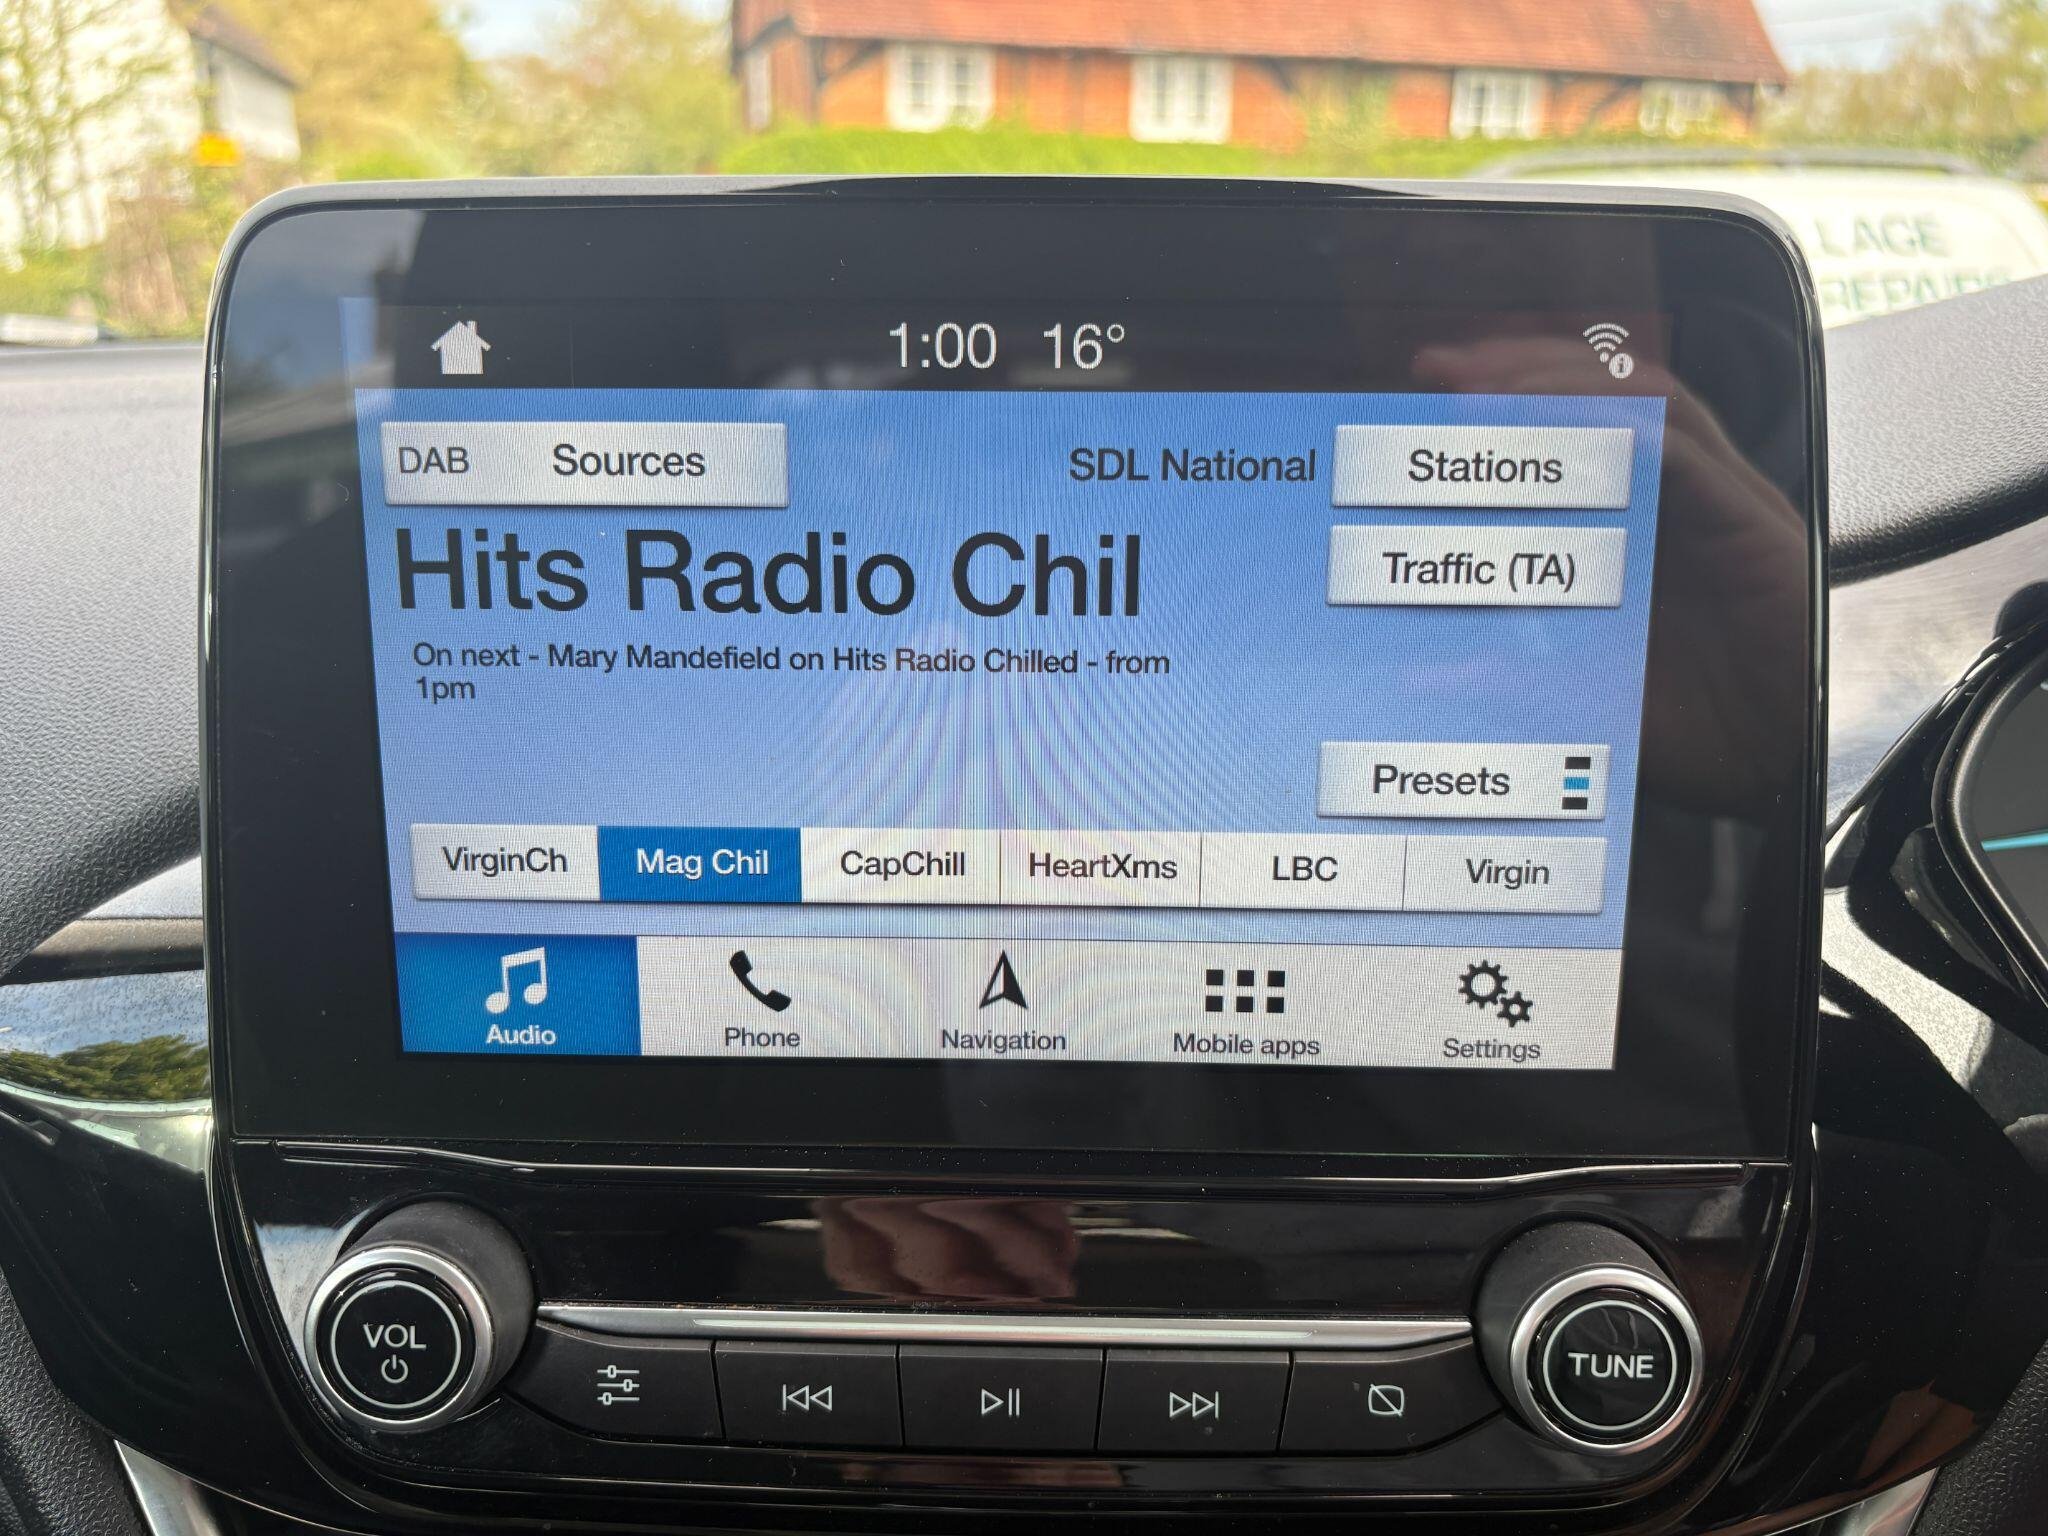 LAGE
REPAIRS
1:00 16°
DAB Sources
SDL National
Stations
Hits Radio Chil
Traffic (TA)
On next - Mary Mandefield on Hits Radio Chilled - from
1pm
Presets
VirginCh
Mag Chil
CapChill
HeartXms
LBC
Virgin
Audio
Phone
Navigation
Mobile apps
Settings
VOL
TUNE